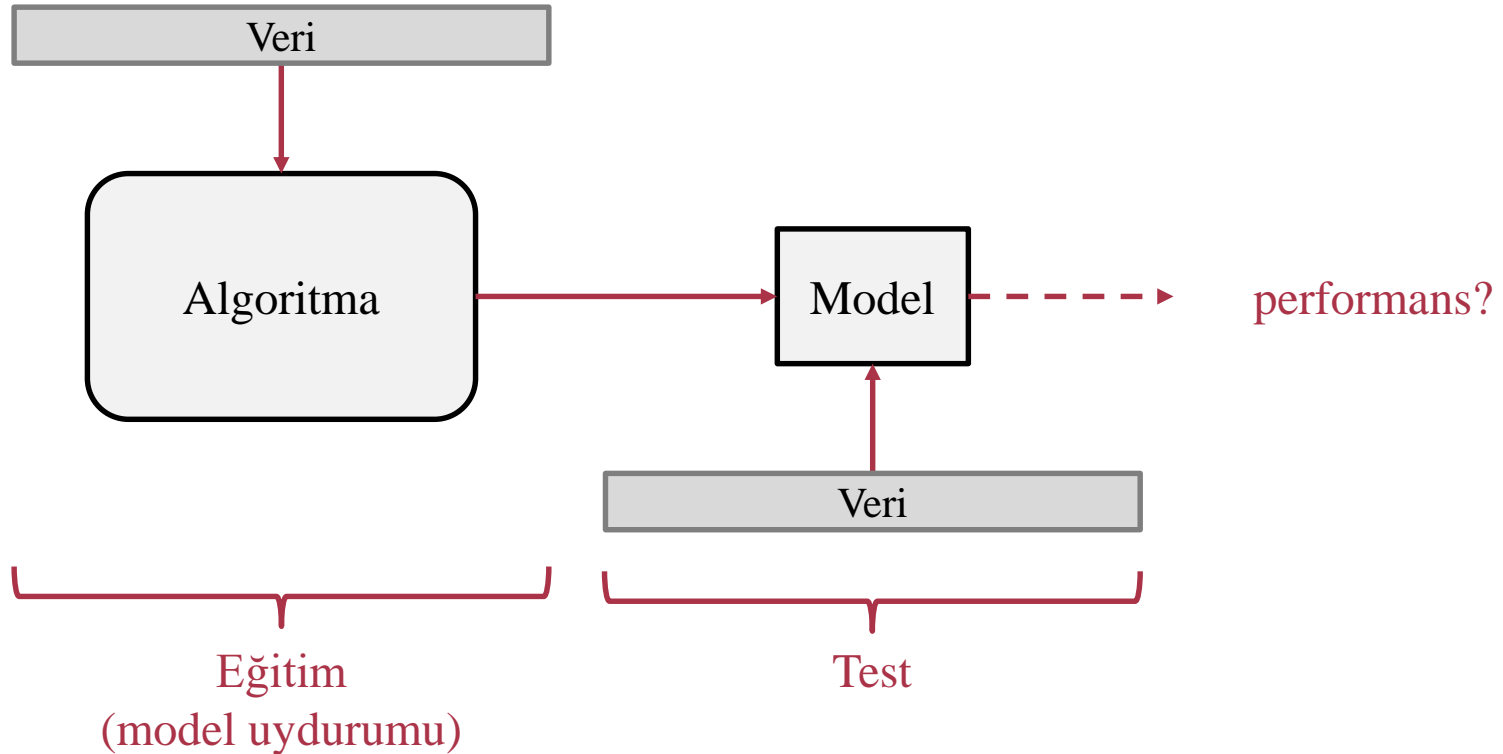 Veri
Algoritma
Model
performans?
Veri
Eğitim
(model uydurumu)
Test